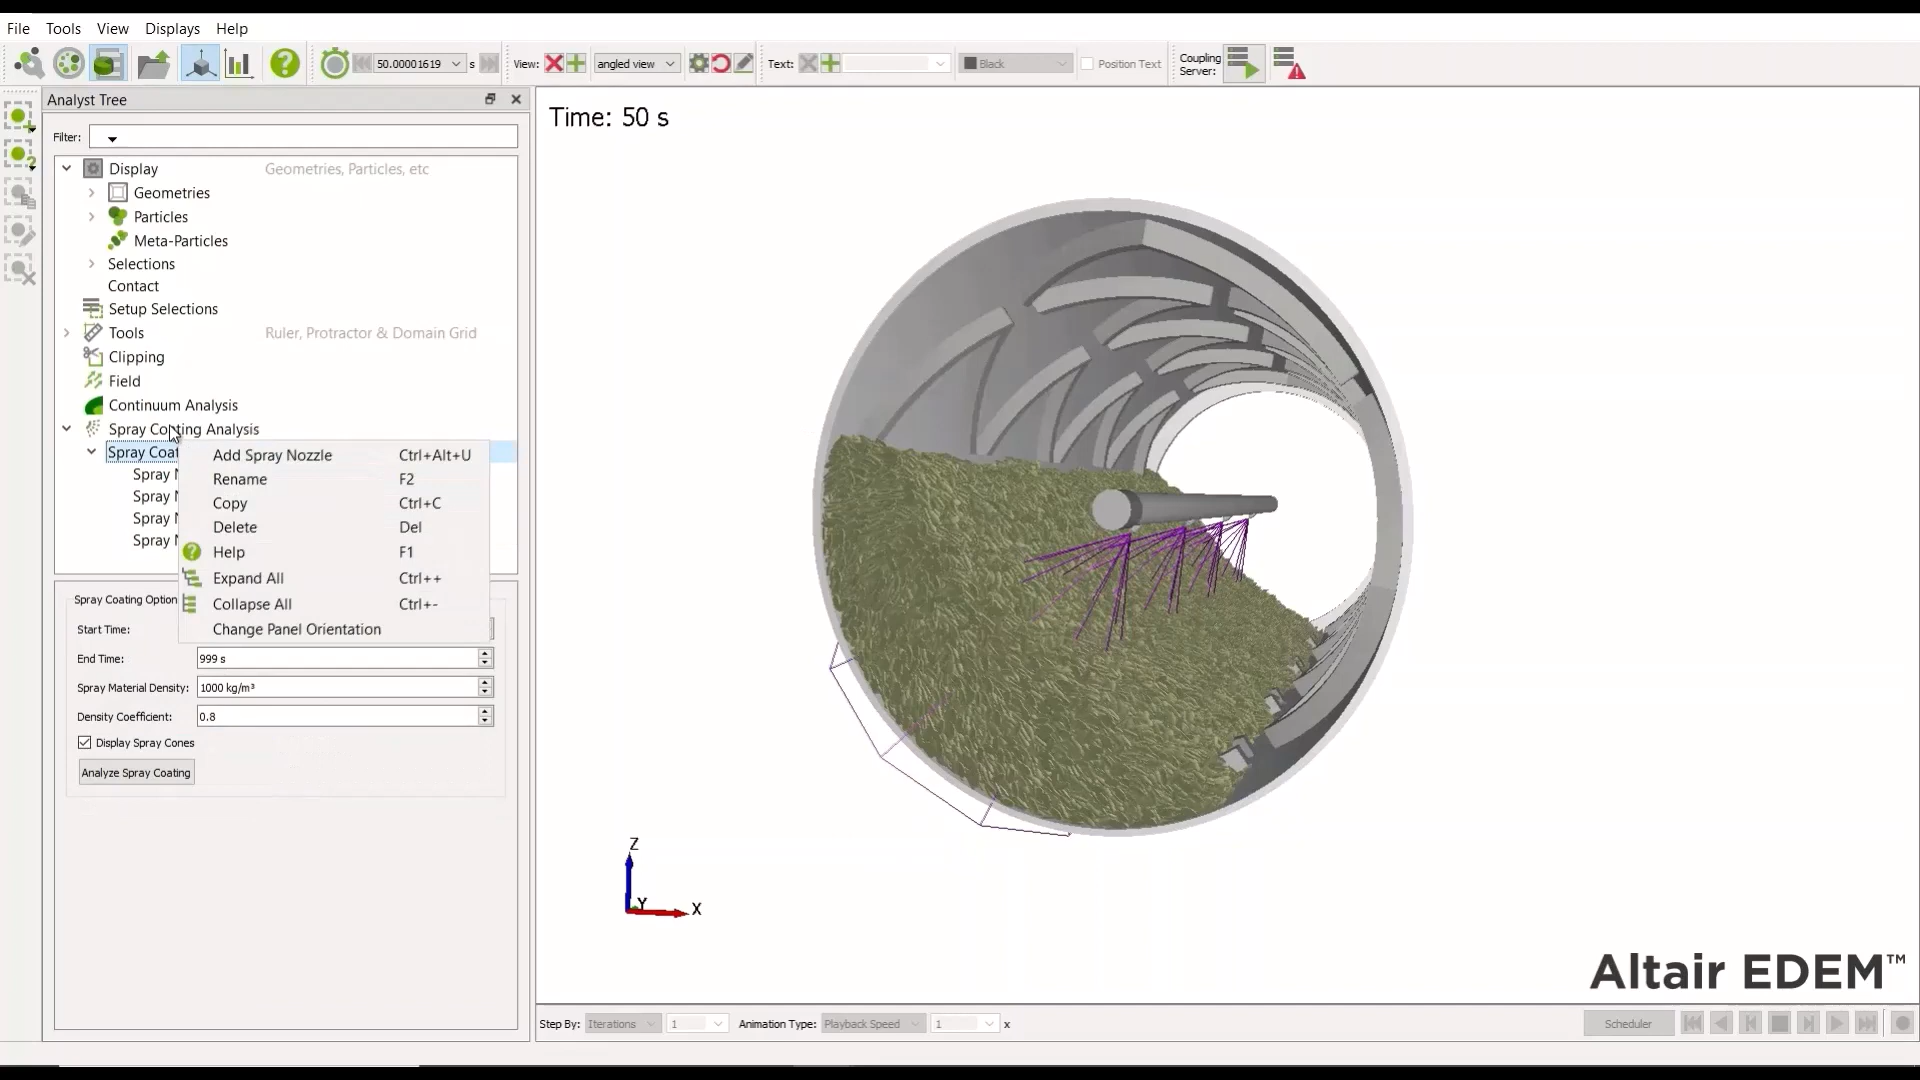 File Tools View Displays Help
50.00001619 s View: angled view Text: Black Position Text Coupling Server:
Analyst Tree
Time: 50 s
Filter:
Display Geometries, Particles, etc
Geometries
Particles
Meta-Particles
Selections
Contact
Setup Selections
Tools Ruler, Protractor & Domain Grid
Clipping
Field
Continuum Analysis
Spray Coating Analysis
Spray Coat
Spray N
Spray N
Spray N
Spray N
Add Spray Nozzle Ctrl+Alt+U
Rename F2
Copy Ctrl+C
Delete Del
Help F1
Expand All Ctrl++
Collapse All Ctrl+-
Change Panel Orientation
Spray Coating Option
Start Time:
End Time: 999 s
Spray Material Density: 1000 kg/m³
Density Coefficient: 0.8
Display Spray Cones
Analyze Spray Coating
Z
Y
X
Altair EDEM™
Step By: Iterations 1 Animation Type: Playback Speed 1 x Scheduler